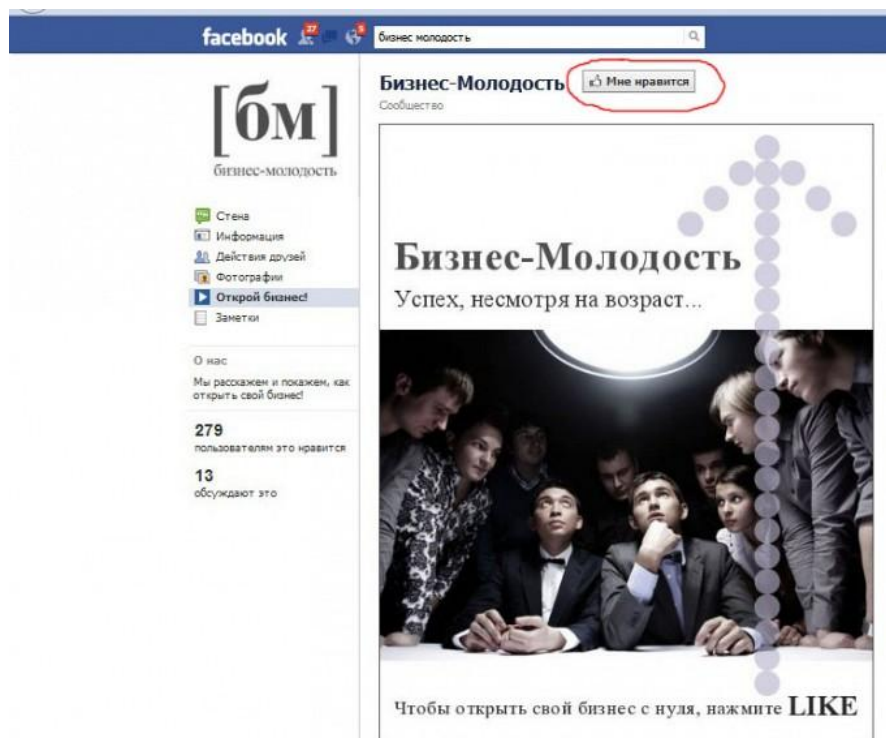 facebook 37 5 бизнес молодость
[бм]
бизнес-молодость
Стена
Информация
Действия друзей
Фотографии
Открой бизнес!
Заметки
О нас
Мы расскажем и покажем, как
открыть свой бизнес!
279
пользователям это нравится
13
обсуждают это
Бизнес-Молодость Мне нравится
Сообщество
Бизнес-Молодость
Успех, несмотря на возраст...
Чтобы открыть свой бизнес с нуля, нажмите LIKE